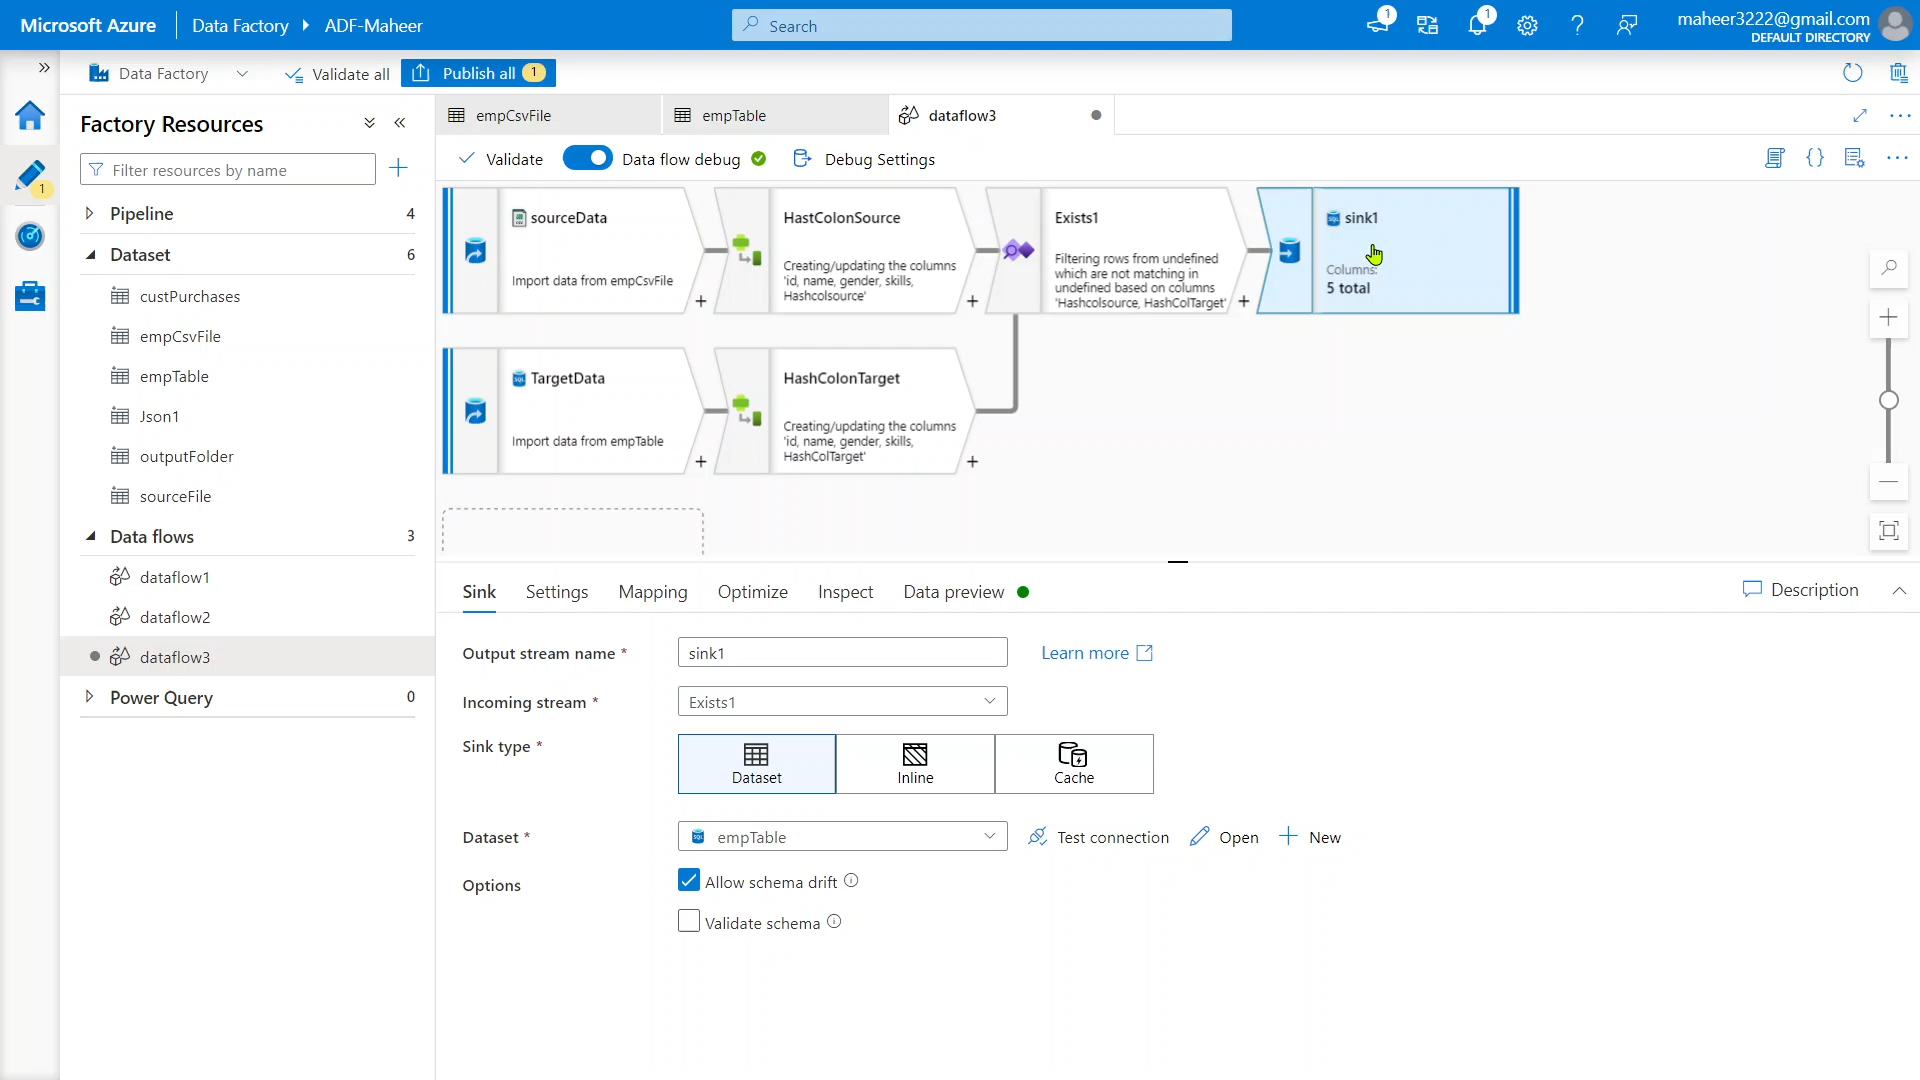 Microsoft Azure
Data Factory
ADF-Maheer
Search
1
1
maheer3222@gmail.com
DEFAULT DIRECTORY
Data Factory
Validate all
Publish all 1
1
Factory Resources
Filter resources by name
Pipeline 4
Dataset 6
custPurchases
empCsvFile
empTable
Json1
outputFolder
sourceFile
Data flows 3
dataflow1
dataflow2
dataflow3
Power Query 0
empCsvFile
empTable
dataflow3
Validate
Data flow debug
Debug Settings
sourceData
Import data from empCsvFile
HastColonSource
Creating/updating the columns
'id, name, gender, skills,
Hashcolsource'
Exists1
Filtering rows from undefined
which are not matching in
undefined based on columns
'Hashcolsource, HashColTarget'
sink1
Columns:
5 total
TargetData
Import data from empTable
HashColonTarget
Creating/updating the columns
'id, name, gender, skills,
HashColTarget'
Sink
Settings
Mapping
Optimize
Inspect
Data preview
Description
Output stream name *
sink1
Learn more
Incoming stream *
Exists1
Sink type *
Dataset
Inline
Cache
Dataset *
empTable
Test connection
Open
New
Options
Allow schema drift
Validate schema